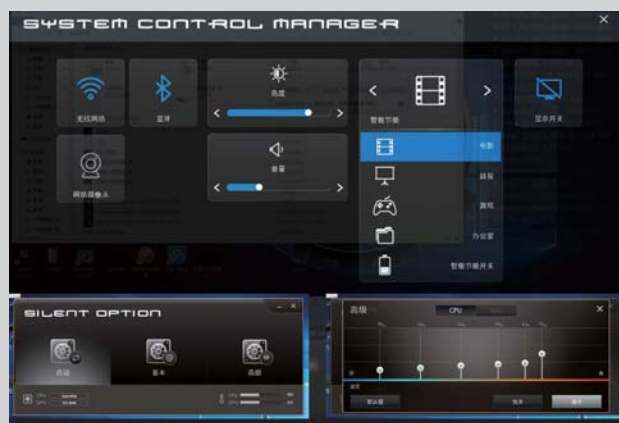 SYSTEM CONTROL MANAGER
无线网络
蓝牙
亮度
智能节能
显示开关
网络摄像头
音量
电影
简报
游戏
办公室
智能节能开关
SILENT OPTION
自动
基本
高级
高级
CPU
默认值